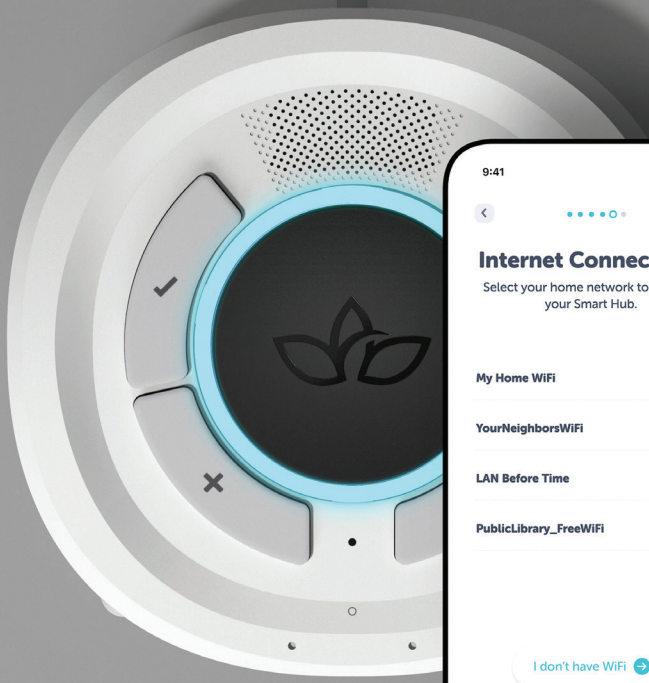 9:41
Internet Connec
Select your home network to
your Smart Hub.
My Home WiFi
YourNeighborsWiFi
LAN Before Time
PublicLibrary_FreeWiFi
I don't have WiFi